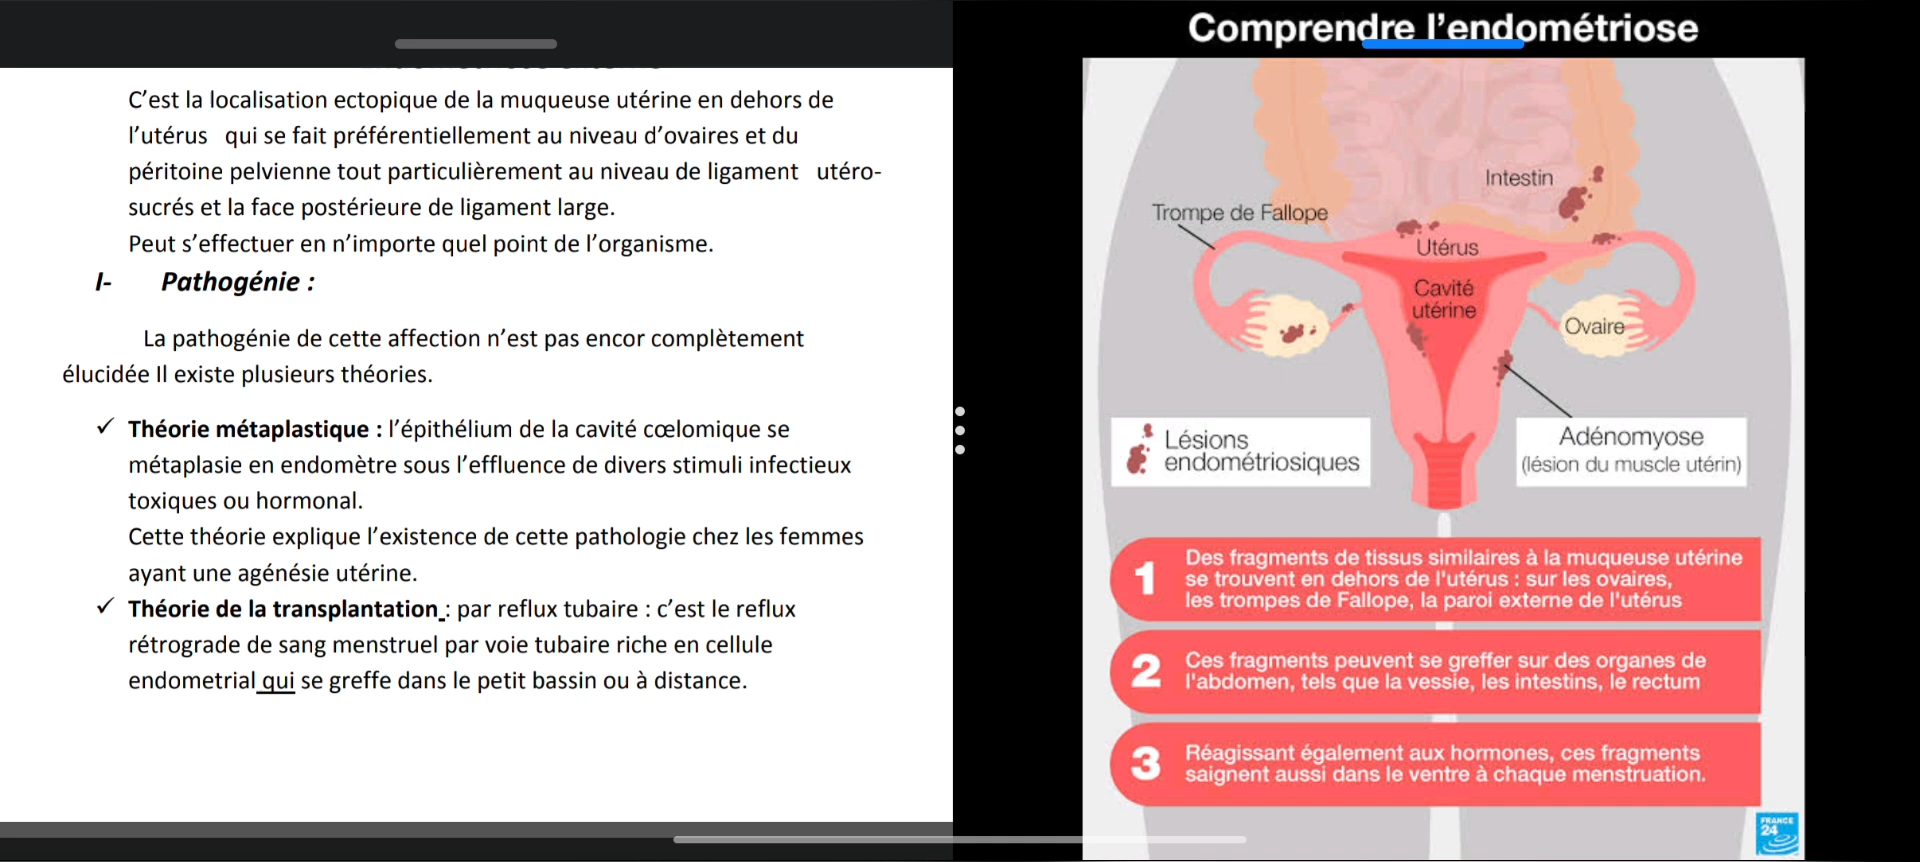 C’est la localisation ectopique de la muqueuse utérine en dehors de
l’utérus qui se fait préférentiellement au niveau d’ovaires et du
péritoine pelvienne tout particulièrement au niveau de ligament utéro-
sucrés et la face postérieure de ligament large.
Peut s’effectuer en n’importe quel point de l’organisme.
I- Pathogénie :
La pathogénie de cette affection n’est pas encor complètement
élucidée Il existe plusieurs théories.
✓ Théorie métaplastique : l’épithélium de la cavité cœlomique se
métaplasie en endomètre sous l’effluence de divers stimuli infectieux
toxiques ou hormonal.
Cette théorie explique l’existence de cette pathologie chez les femmes
ayant une agénésie utérine.
✓ Théorie de la transplantation : par reflux tubaire : c’est le reflux
rétrograde de sang menstruel par voie tubaire riche en cellule
endometrial qui se greffe dans le petit bassin ou à distance.
Comprendre l’endométriose
Intestin
Trompe de Fallope
Utérus
Cavité
utérine
Ovaire
Lésions
endométriosiques
Adénomyose
(lésion du muscle utérin)
1 Des fragments de tissus similaires à la muqueuse utérine
se trouvent en dehors de l'utérus : sur les ovaires,
les trompes de Fallope, la paroi externe de l'utérus
2 Ces fragments peuvent se greffer sur des organes de
l'abdomen, tels que la vessie, les intestins, le rectum
3 Réagissant également aux hormones, ces fragments
saignent aussi dans le ventre à chaque menstruation.
FRANCE
24